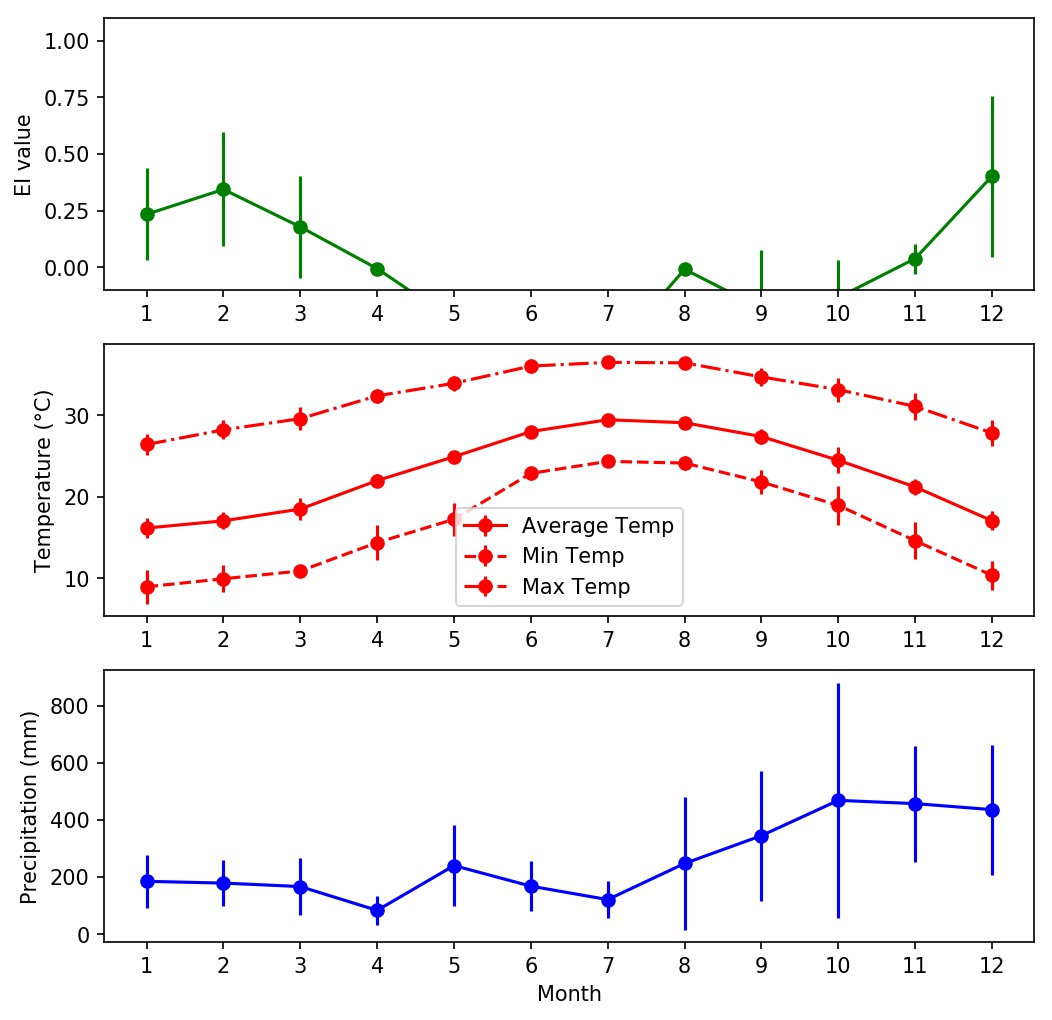 1.00
0.75
0.50
0.25
0.00
EI value
1 2 3 4 5 6 7 8 9 10 11 12
30
20
10
Temperature (°C)
Average Temp
Min Temp
Max Temp
1 2 3 4 5 6 7 8 9 10 11 12
800
600
400
200
0
Precipitation (mm)
1 2 3 4 5 6 7 8 9 10 11 12
Month